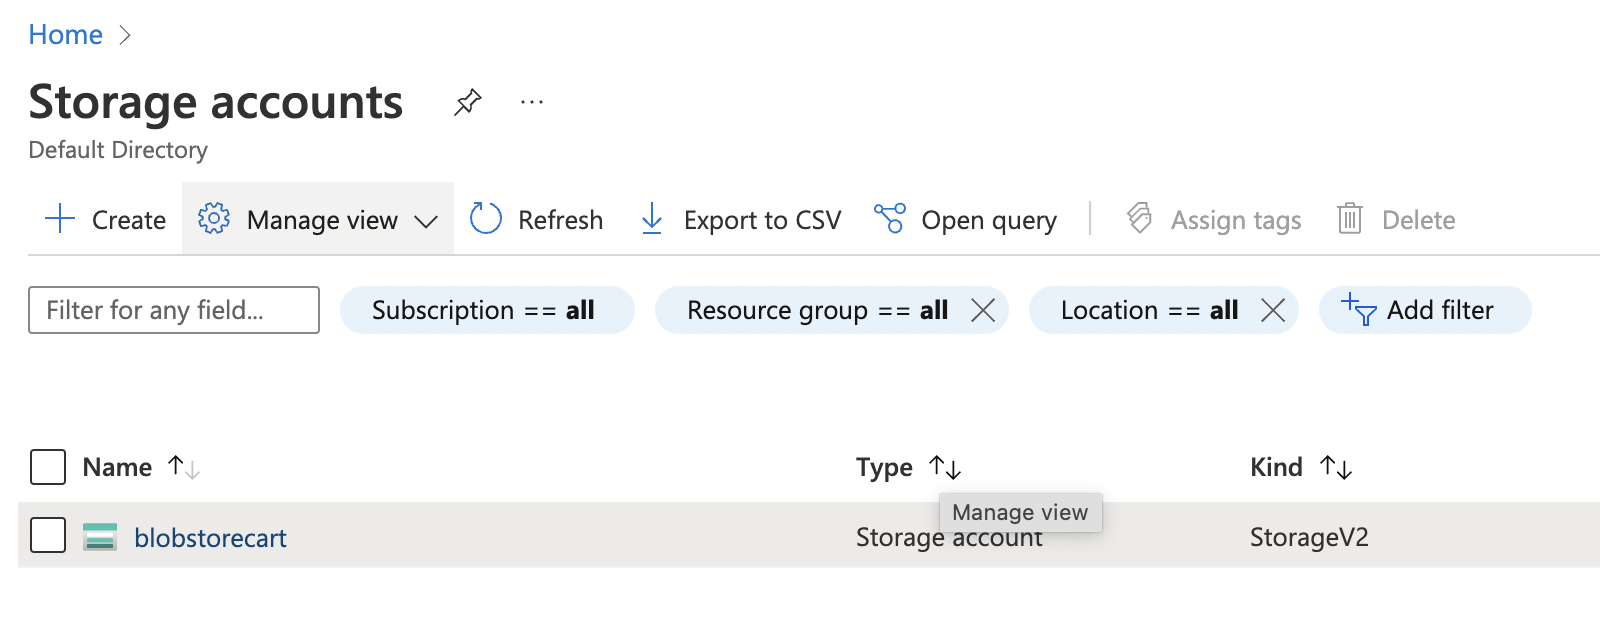 Home
Storage accounts ...
Default Directory
Create Manage view Refresh Export to CSV Open query Assign tags Delete
Filter for any field... Subscription == all Resource group == all Location == all Add filter
Name Type Kind
Manage view
blobstorecart Storage account StorageV2